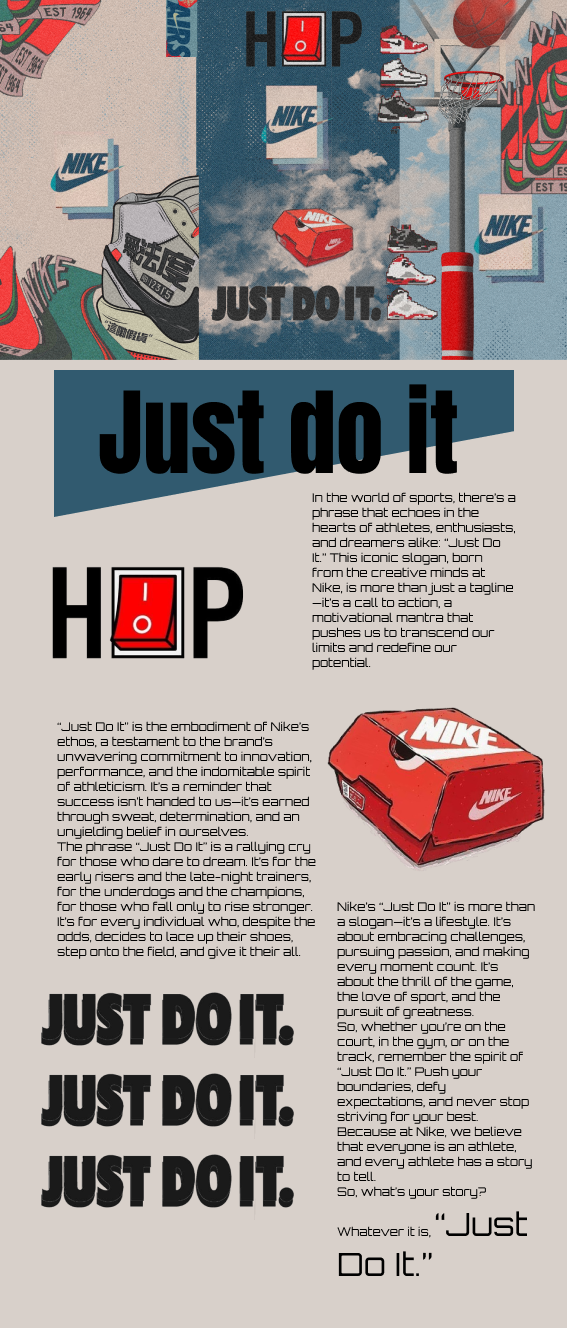 EST 1964
64
EST 1964
AIRS
H P
NIKE
NIKE
NIKE
NIKE
NIKE
JUST DO IT.
無法度
EST 19
Just do it
In the world of sports, there's a
phrase that echoes in the
hearts of athletes, enthusiasts,
and dreamers alike: “Just Do
It.” This iconic slogan, born
from the creative minds at
Nike, is more than just a tagline
—it's a call to action, a
motivational mantra that
pushes us to transcend our
limits and redefine our
potential.
H P
“Just Do It” is the embodiment of Nike's
ethos, a testament to the brand's
unwavering commitment to innovation,
performance, and the indomitable spirit
of athleticism. It's a reminder that
success isn't handed to us—it's earned
through sweat, determination, and an
unyielding belief in ourselves.
The phrase “Just Do It” is a rallying cry
for those who dare to dream. It's for the
early risers and the late-night trainers,
for the underdogs and the champions,
for those who fall only to rise stronger.
It's for every individual who, despite the
odds, decides to lace up their shoes,
step onto the field, and give it their all.
NIKE
NIKE
Nike's “Just Do It” is more than
a slogan—it's a lifestyle. It's
about embracing challenges,
pursuing passion, and making
every moment count. It's
about the thrill of the game,
the love of sport, and the
pursuit of greatness.
So, whether you're on the
court, in the gym, or on the
track, remember the spirit of
“Just Do It.” Push your
boundaries, defy
expectations, and never stop
striving for your best.
Because at Nike, we believe
that everyone is an athlete,
and every athlete has a story
to tell.
So, what's your story?
Whatever it is, “Just
Do It.”
JUST DO IT.
JUST DO IT.
JUST DO IT.